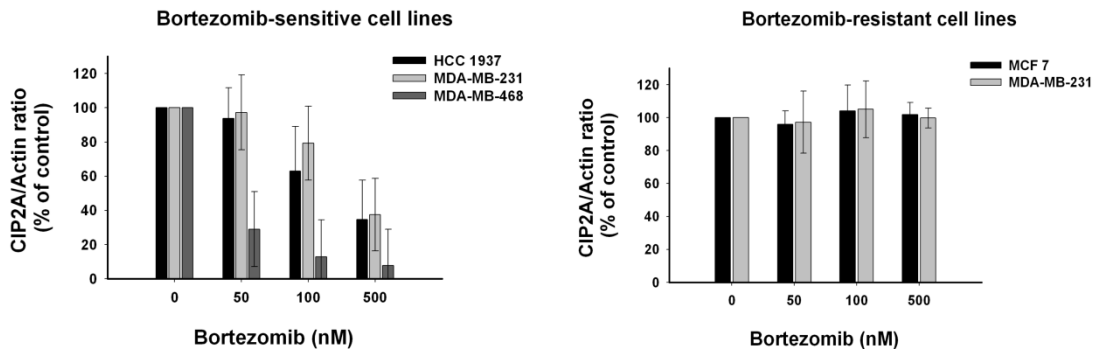 Bortezomib-sensitive cell lines
HCC 1937
MDA-MB-231
MDA-MB-468
CIP2A/Actin ratio
(% of control)
120
100
80
60
40
20
0
0 50 100 500
Bortezomib (nM)
Bortezomib-resistant cell lines
MCF 7
MDA-MB-231
CIP2A/Actin ratio
(% of control)
120
100
80
60
40
20
0
0 50 100 500
Bortezomib (nM)